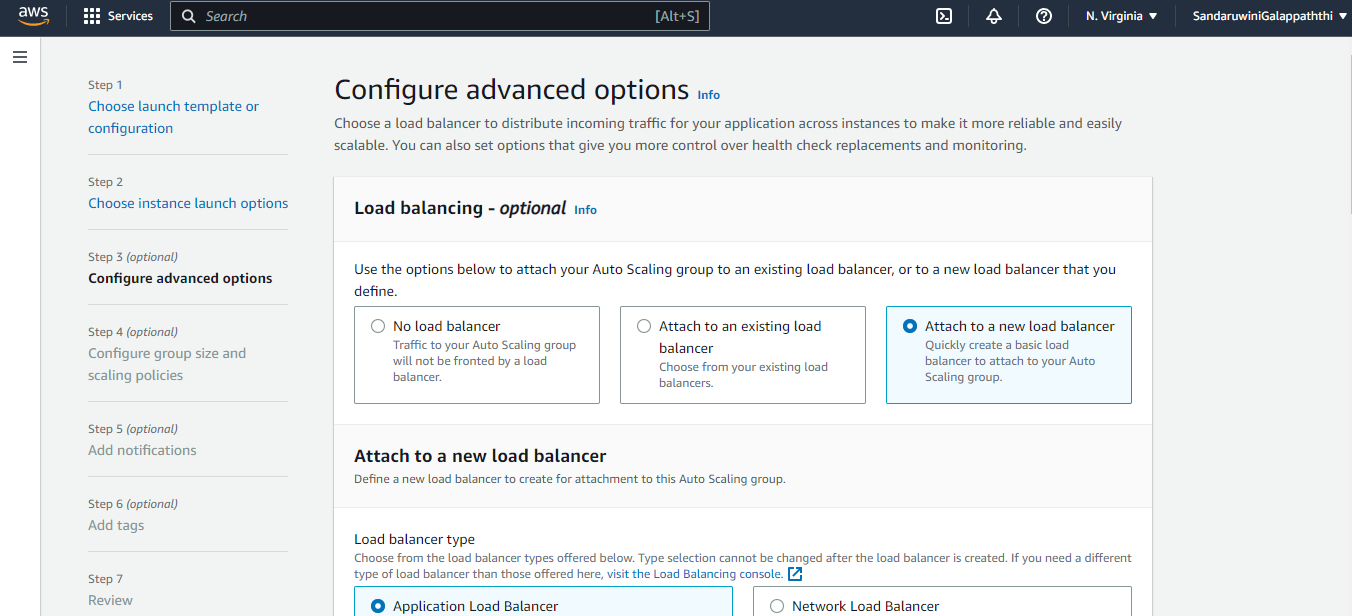 aws
Services
Search
[Alt+S]
N. Virginia
SandaruwiniGalappaththi
Step 1
Choose launch template or
configuration
Step 2
Choose instance launch options
Step 3 (optional)
Configure advanced options
Step 4 (optional)
Configure group size and
scaling policies
Step 5 (optional)
Add notifications
Step 6 (optional)
Add tags
Step 7
Review
Configure advanced options Info
Choose a load balancer to distribute incoming traffic for your application across instances to make it more reliable and easily
scalable. You can also set options that give you more control over health check replacements and monitoring.
Load balancing - optional Info
Use the options below to attach your Auto Scaling group to an existing load balancer, or to a new load balancer that you
define.
No load balancer
Traffic to your Auto Scaling group
will not be fronted by a load
balancer.
Attach to an existing load
balancer
Choose from your existing load
balancers.
Attach to a new load balancer
Quickly create a basic load
balancer to attach to your Auto
Scaling group.
Attach to a new load balancer
Define a new load balancer to create for attachment to this Auto Scaling group.
Load balancer type
Choose from the load balancer types offered below. Type selection cannot be changed after the load balancer is created. If you need a different
type of load balancer than those offered here, visit the Load Balancing console.
Application Load Balancer
Network Load Balancer